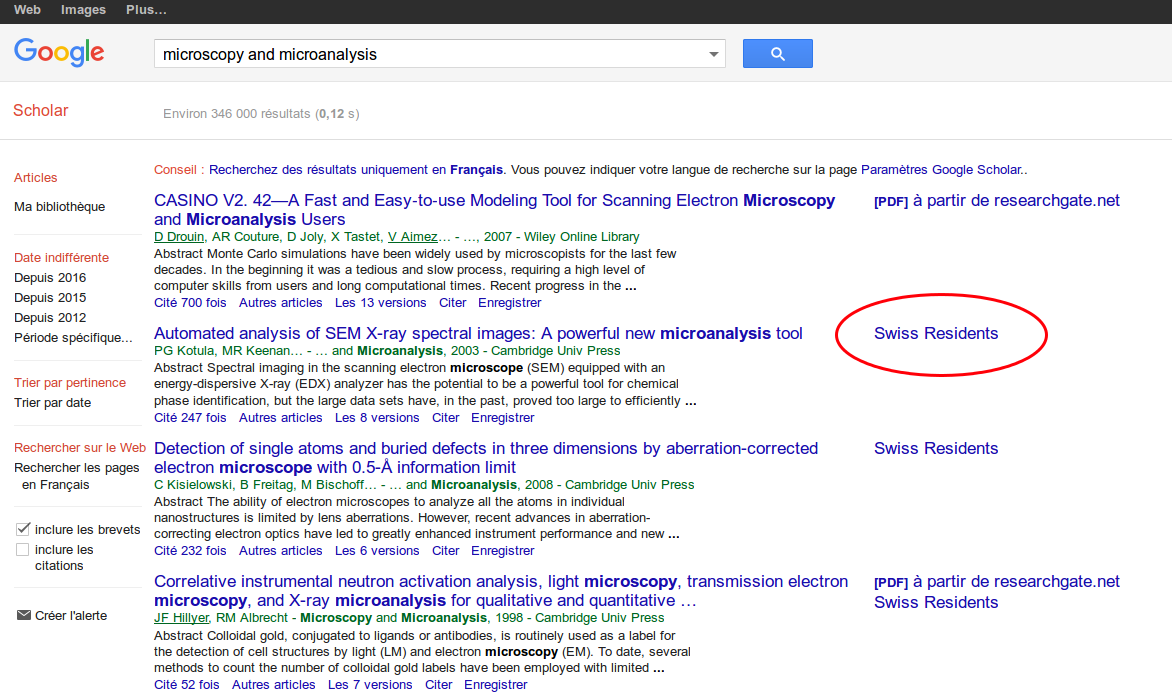 Web Images Plus…
Google
microscopy and microanalysis
Scholar
Environ 346 000 résultats (0,12 s)
Articles
Ma bibliothèque
Date indifférente
Depuis 2016
Depuis 2015
Depuis 2012
Période spécifique...
Trier par pertinence
Trier par date
Rechercher sur le Web
Rechercher les pages
en Français
inclure les brevets
inclure les
citations
Créer l'alerte
Conseil : Recherchez des résultats uniquement en Français. Vous pouvez indiquer votre langue de recherche sur la page Paramètres Google Scholar..
CASINO V2. 42—A Fast and Easy-to-use Modeling Tool for Scanning Electron Microscopy
and Microanalysis Users
D Drouin, AR Couture, D Joly, X Tastet, V Aimez… - …, 2007 - Wiley Online Library
Abstract Monte Carlo simulations have been widely used by microscopists for the last few
decades. In the beginning it was a tedious and slow process, requiring a high level of
computer skills from users and long computational times. Recent progress in the ...
Cité 700 fois Autres articles Les 13 versions Citer Enregistrer
[PDF] à partir de researchgate.net
Automated analysis of SEM X-ray spectral images: A powerful new microanalysis tool
PG Kotula, MR Keenan… - … and Microanalysis, 2003 - Cambridge Univ Press
Abstract Spectral imaging in the scanning electron microscope (SEM) equipped with an
energy-dispersive X-ray (EDX) analyzer has the potential to be a powerful tool for chemical
phase identification, but the large data sets have, in the past, proved too large to efficiently ...
Cité 247 fois Autres articles Les 8 versions Citer Enregistrer
Swiss Residents
Detection of single atoms and buried defects in three dimensions by aberration-corrected
electron microscope with 0.5-Å information limit
C Kisielowski, B Freitag, M Bischoff… - … and Microanalysis, 2008 - Cambridge Univ Press
Abstract The ability of electron microscopes to analyze all the atoms in individual
nanostructures is limited by lens aberrations. However, recent advances in aberration-
correcting electron optics have led to greatly enhanced instrument performance and new ...
Cité 232 fois Autres articles Les 6 versions Citer Enregistrer
Swiss Residents
Correlative instrumental neutron activation analysis, light microscopy, transmission electron
microscopy, and X-ray microanalysis for qualitative and quantitative …
JF Hillyer, RM Albrecht - Microscopy and Microanalysis, 1998 - Cambridge Univ Press
Abstract Colloidal gold, conjugated to ligands or antibodies, is routinely used as a label for
the detection of cell structures by light (LM) and electron microscopy (EM). To date, several
methods to count the number of colloidal gold labels have been employed with limited ...
Cité 52 fois Autres articles Les 7 versions Citer Enregistrer
[PDF] à partir de researchgate.net
Swiss Residents